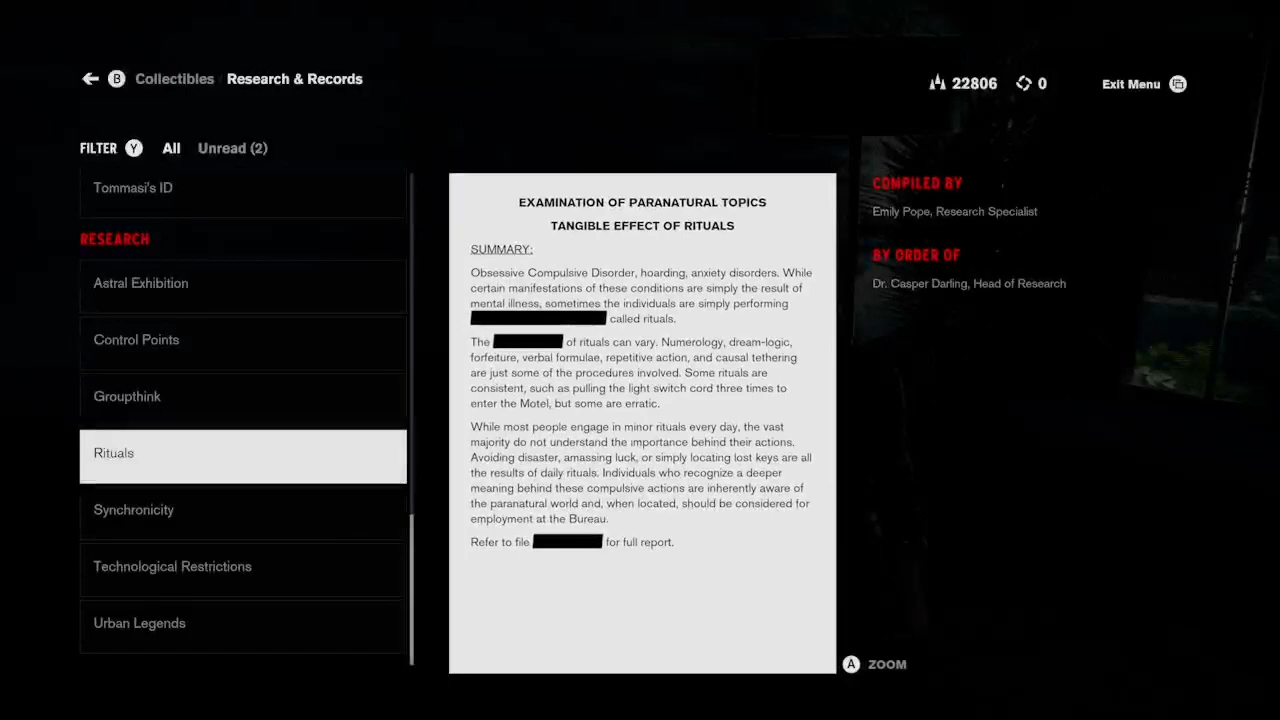 B Collectibles / Research & Records
22806 0 Exit Menu
FILTER Y All Unread (2)
Tommasi's ID
RESEARCH
Astral Exhibition
Control Points
Groupthink
Rituals
Synchronicity
Technological Restrictions
Urban Legends
EXAMINATION OF PARANATURAL TOPICS
TANGIBLE EFFECT OF RITUALS
SUMMARY:
Obsessive Compulsive Disorder, hoarding, anxiety disorders. While
certain manifestations of these conditions are simply the result of
mental illness, sometimes the individuals are simply performing
called rituals.
The of rituals can vary. Numerology, dream-logic,
forfeiture, verbal formulae, repetitive action, and causal tethering
are just some of the procedures involved. Some rituals are
consistent, such as pulling the light switch cord three times to
enter the Motel, but some are erratic.
While most people engage in minor rituals every day, the vast
majority do not understand the importance behind their actions.
Avoiding disaster, amassing luck, or simply locating lost keys are all
the results of daily rituals. Individuals who recognize a deeper
meaning behind these compulsive actions are inherently aware of
the paranatural world and, when located, should be considered for
employment at the Bureau.
Refer to file for full report.
COMPILED BY
Emily Pope, Research Specialist
BY ORDER OF
Dr. Casper Darling, Head of Research
A ZOOM